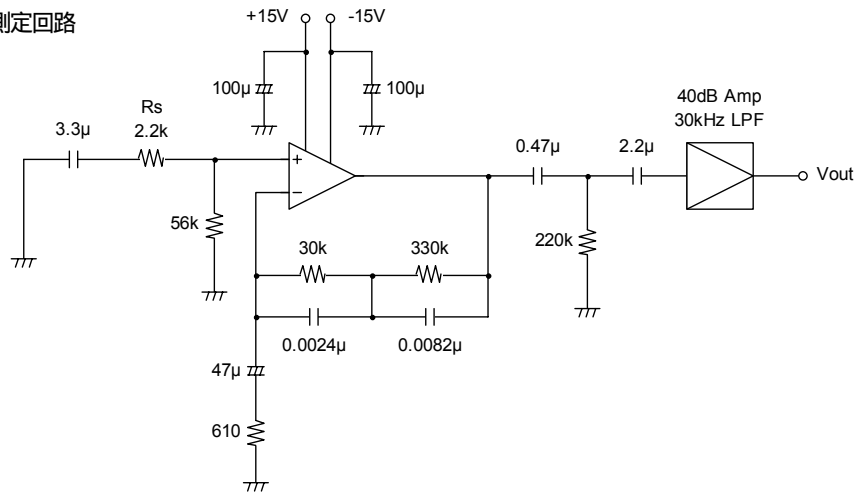 測定回路
+15V
-15V
100µ
100µ
3.3µ
Rs
2.2k
40dB Amp
30kHz LPF
0.47µ
2.2µ
+
−
Vout
56k
220k
30k
330k
0.0024µ
0.0082µ
47µ
610